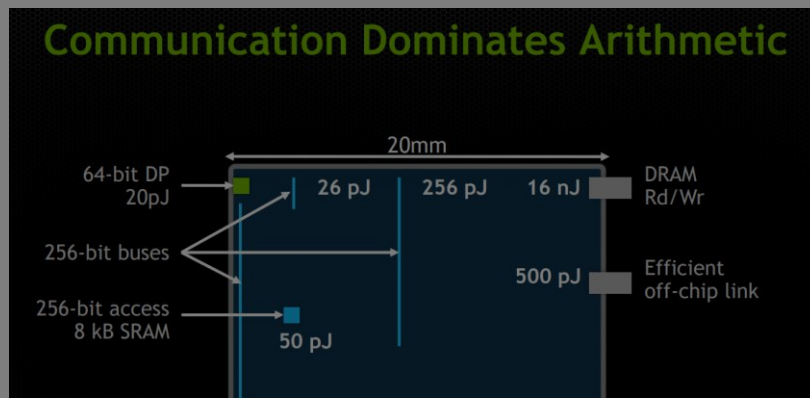 Communication Dominates Arithmetic
20mm
64-bit DP
20pJ
26 pJ
256 pJ
16 nJ
DRAM
Rd/Wr
256-bit buses
500 pJ
Efficient
off-chip link
256-bit access
8 kB SRAM
50 pJ